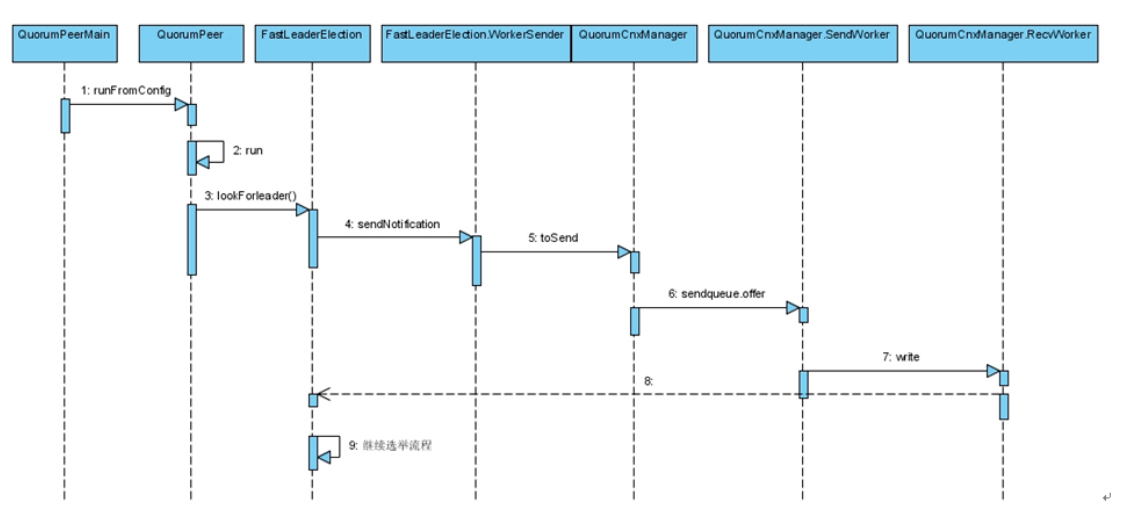 QuorumPeerMain
QuorumPeer
FastLeaderElection
FastLeaderElection.WorkerSender
QuorumCnxManager
QuorumCnxManager.SendWorker
QuorumCnxManager.RecvWorker
1: runFromConfig
2: run
3: lookForleader()
4: sendNotification
5: toSend
6: sendqueue.offer
7: write
8:
9: 继续选举流程